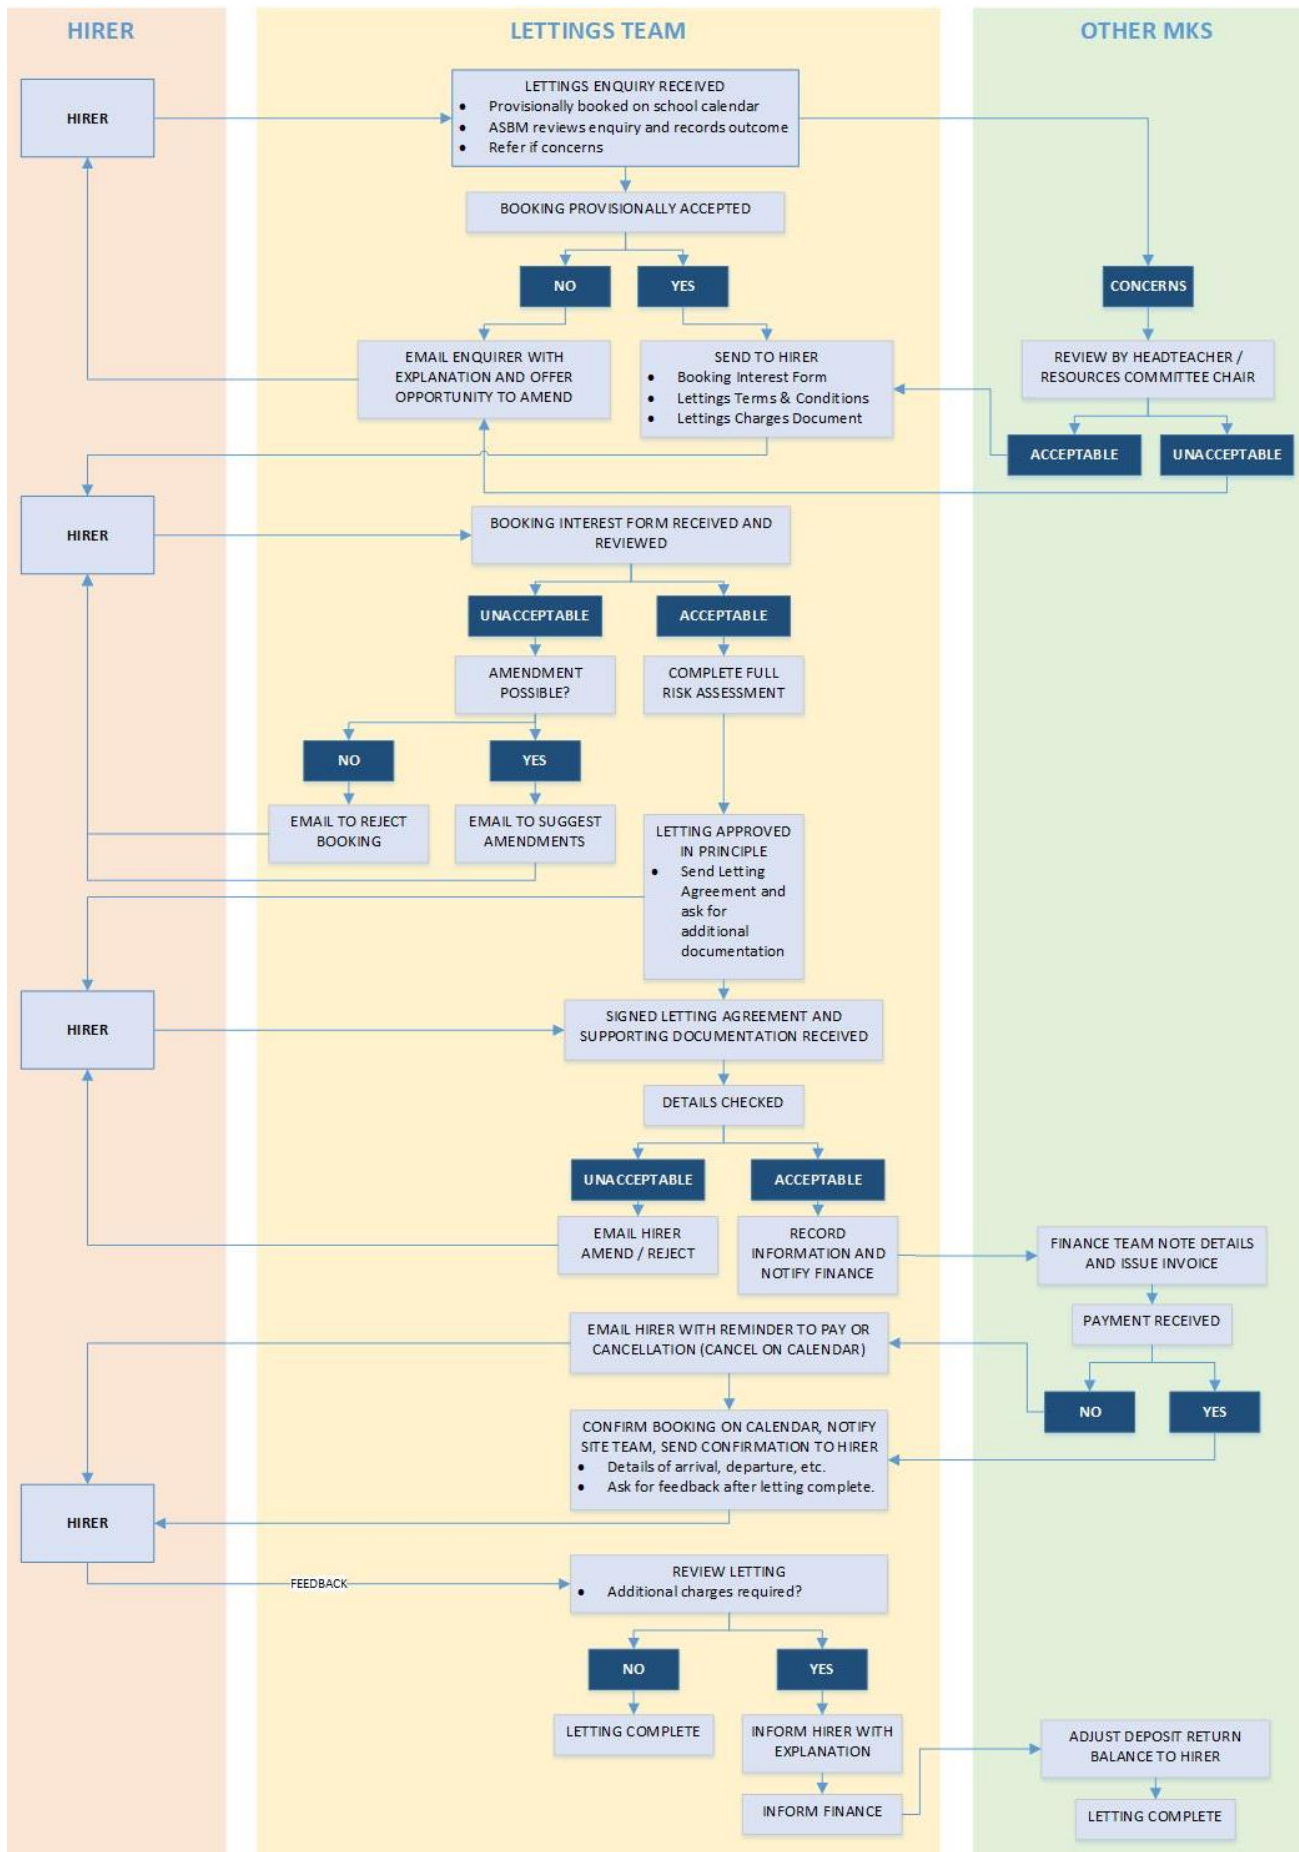 HIRER
LETTINGS TEAM
OTHER MKS
HIRER
LETTINGS ENQUIRY RECEIVED
• Provisionally booked on school calendar
• ASBM reviews enquiry and records outcome
• Refer if concerns
BOOKING PROVISIONALLY ACCEPTED
NO
YES
CONCERNS
EMAIL ENQUIRER WITH
EXPLANATION AND OFFER
OPPORTUNITY TO AMEND
SEND TO HIRER
• Booking Interest Form
• Lettings Terms & Conditions
• Lettings Charges Document
REVIEW BY HEADTEACHER /
RESOURCES COMMITTEE CHAIR
ACCEPTABLE
UNACCEPTABLE
HIRER
BOOKING INTEREST FORM RECEIVED AND
REVIEWED
UNACCEPTABLE
ACCEPTABLE
AMENDMENT
POSSIBLE?
COMPLETE FULL
RISK ASSESSMENT
NO
YES
EMAIL TO REJECT
BOOKING
EMAIL TO SUGGEST
AMENDMENTS
LETTING APPROVED
IN PRINCIPLE
• Send Letting
Agreement and
ask for
additional
documentation
HIRER
SIGNED LETTING AGREEMENT AND
SUPPORTING DOCUMENTATION RECEIVED
DETAILS CHECKED
UNACCEPTABLE
ACCEPTABLE
EMAIL HIRER
AMEND / REJECT
RECORD
INFORMATION AND
NOTIFY FINANCE
FINANCE TEAM NOTE DETAILS
AND ISSUE INVOICE
PAYMENT RECEIVED
EMAIL HIRER WITH REMINDER TO PAY OR
CANCELLATION (CANCEL ON CALENDAR)
NO
YES
CONFIRM BOOKING ON CALENDAR, NOTIFY
SITE TEAM, SEND CONFIRMATION TO HIRER
• Details of arrival, departure, etc.
• Ask for feedback after letting complete.
HIRER
FEEDBACK
REVIEW LETTING
• Additional charges required?
NO
YES
LETTING COMPLETE
INFORM HIRER WITH
EXPLANATION
INFORM FINANCE
ADJUST DEPOSIT RETURN
BALANCE TO HIRER
LETTING COMPLETE